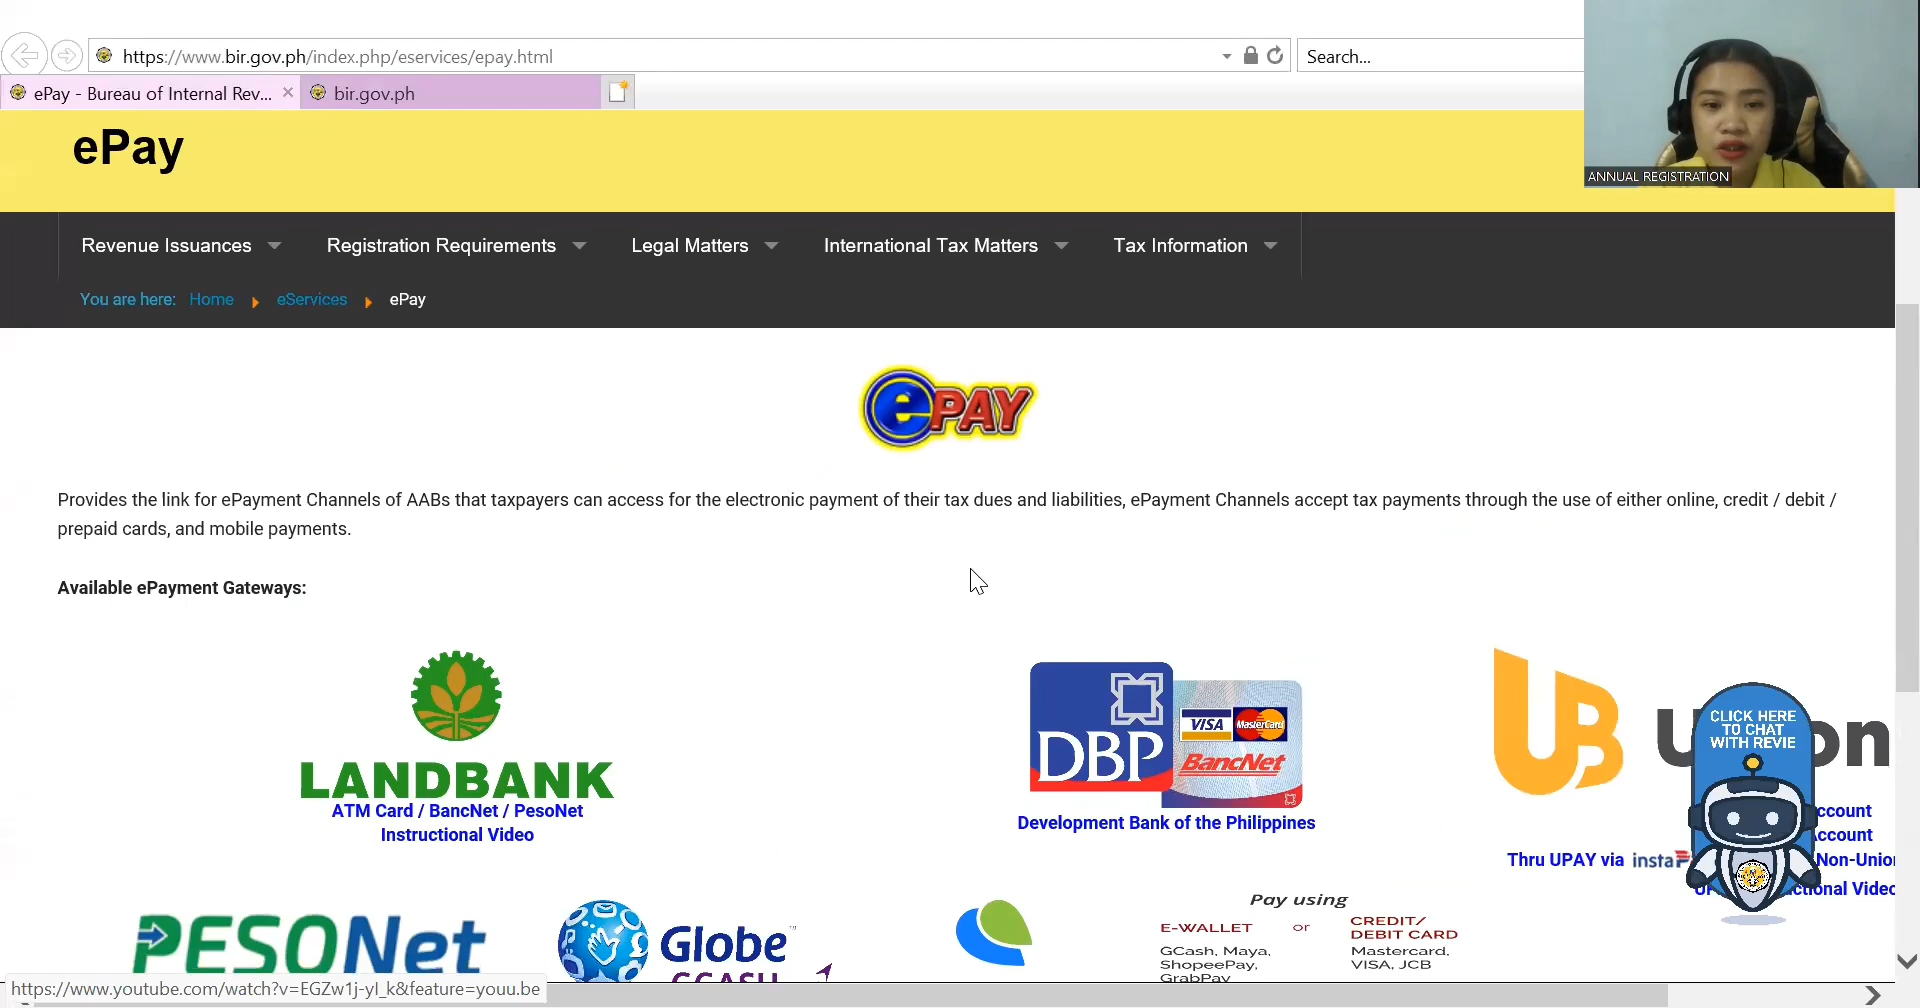 https://www.bir.gov.ph/index.php/eservices/epay.html
Search...
ePay - Bureau of Internal Rev...
bir.gov.ph
ANNUAL REGISTRATION
ePay
Revenue Issuances
Registration Requirements
Legal Matters
International Tax Matters
Tax Information
You are here: Home eServices ePay
ePAY
Provides the link for ePayment Channels of AABs that taxpayers can access for the electronic payment of their tax dues and liabilities, ePayment Channels accept tax payments through the use of either online, credit / debit /
prepaid cards, and mobile payments.
Available ePayment Gateways:
LANDBANK
ATM Card / BancNet / PesoNet
Instructional Video
DBP
VISA
MasterCard
BancNet
Development Bank of the Philippines
UB
CLICK HERE
TO CHAT
WITH REVIE
Thru UPAY via
PESONet
Globe
GCASH
Pay using
E-WALLET or CREDIT/
DEBIT CARD
GCash, Maya,
ShopeePay,
GrabPay
Mastercard,
VISA, JCB
https://www.youtube.com/watch?v=EGZw1j-yI_k&feature=youu.be